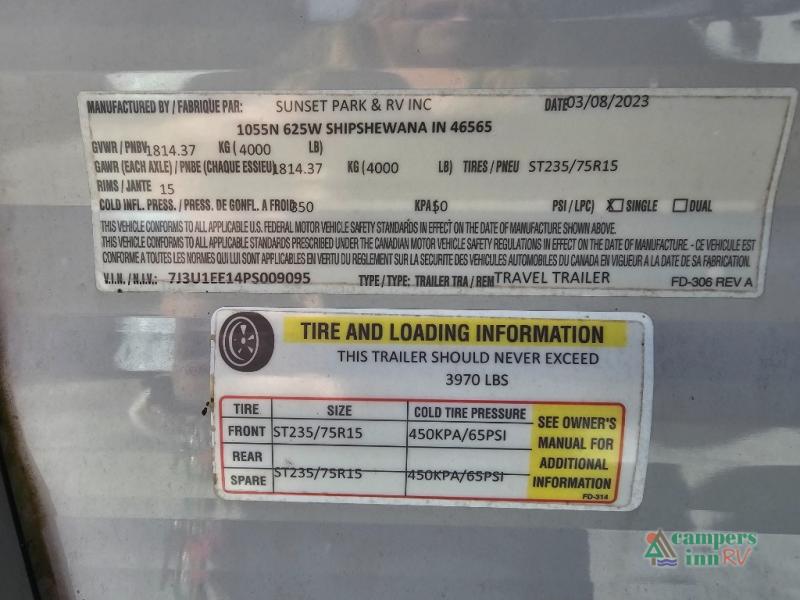 MANUFACTURED BY / FABRIQUE PAR: SUNSET PARK & RV INC DATE 03/08/2023
1055N 625W SHIPSHEWANA IN 46565
GVWR / PNBV 1814.37 KG ( 4000 LB)
GAWR (EACH AXLE) / PNBE (CHAQUE ESSIEU) 1814.37 KG ( 4000 LB) TIRES / PNEU ST235/75R15
RIMS / JANTE 15
COLD INFL. PRESS. / PRESS. DE GONFL. A FROID 350 KPA 50 PSI / LPC) X SINGLE DUAL
THIS VEHICLE CONFORMS TO ALL APPLICABLE U.S. FEDERAL MOTOR VEHICLE SAFETY STANDARDS IN EFFECT ON THE DATE OF MANUFACTURE SHOWN ABOVE.
THIS VEHICLE CONFORMS TO ALL APPLICABLE STANDARDS PRESCRIBED UNDER THE CANADIAN MOTOR VEHICLE SAFETY REGULATIONS IN EFFECT ON THE DATE OF MANUFACTURE - CE VEHICULE EST
CONFORME A TOUTES LES NORMES QUI LUI SONT APPLICABLES EN VERTU DU REGLEMENT SUR LA SECURITE DES VEHICULES AUTOMOBILES DU CANADA EN VIGUEUR A LA DATE DE SA FABRICATION.
V.I.N. / N.I.V.: 7J3U1EE14PS009095 TYPE / TYPE: TRAILER TRA / REM TRAVEL TRAILER FD-306 REV A
TIRE AND LOADING INFORMATION
THIS TRAILER SHOULD NEVER EXCEED
3970 LBS
TIRE SIZE COLD TIRE PRESSURE
FRONT ST235/75R15 450KPA/65PSI
REAR
SPARE ST235/75R15 450KPA/65PSI
SEE OWNER'S
MANUAL FOR
ADDITIONAL
INFORMATION
FD-314
campers
inn RV